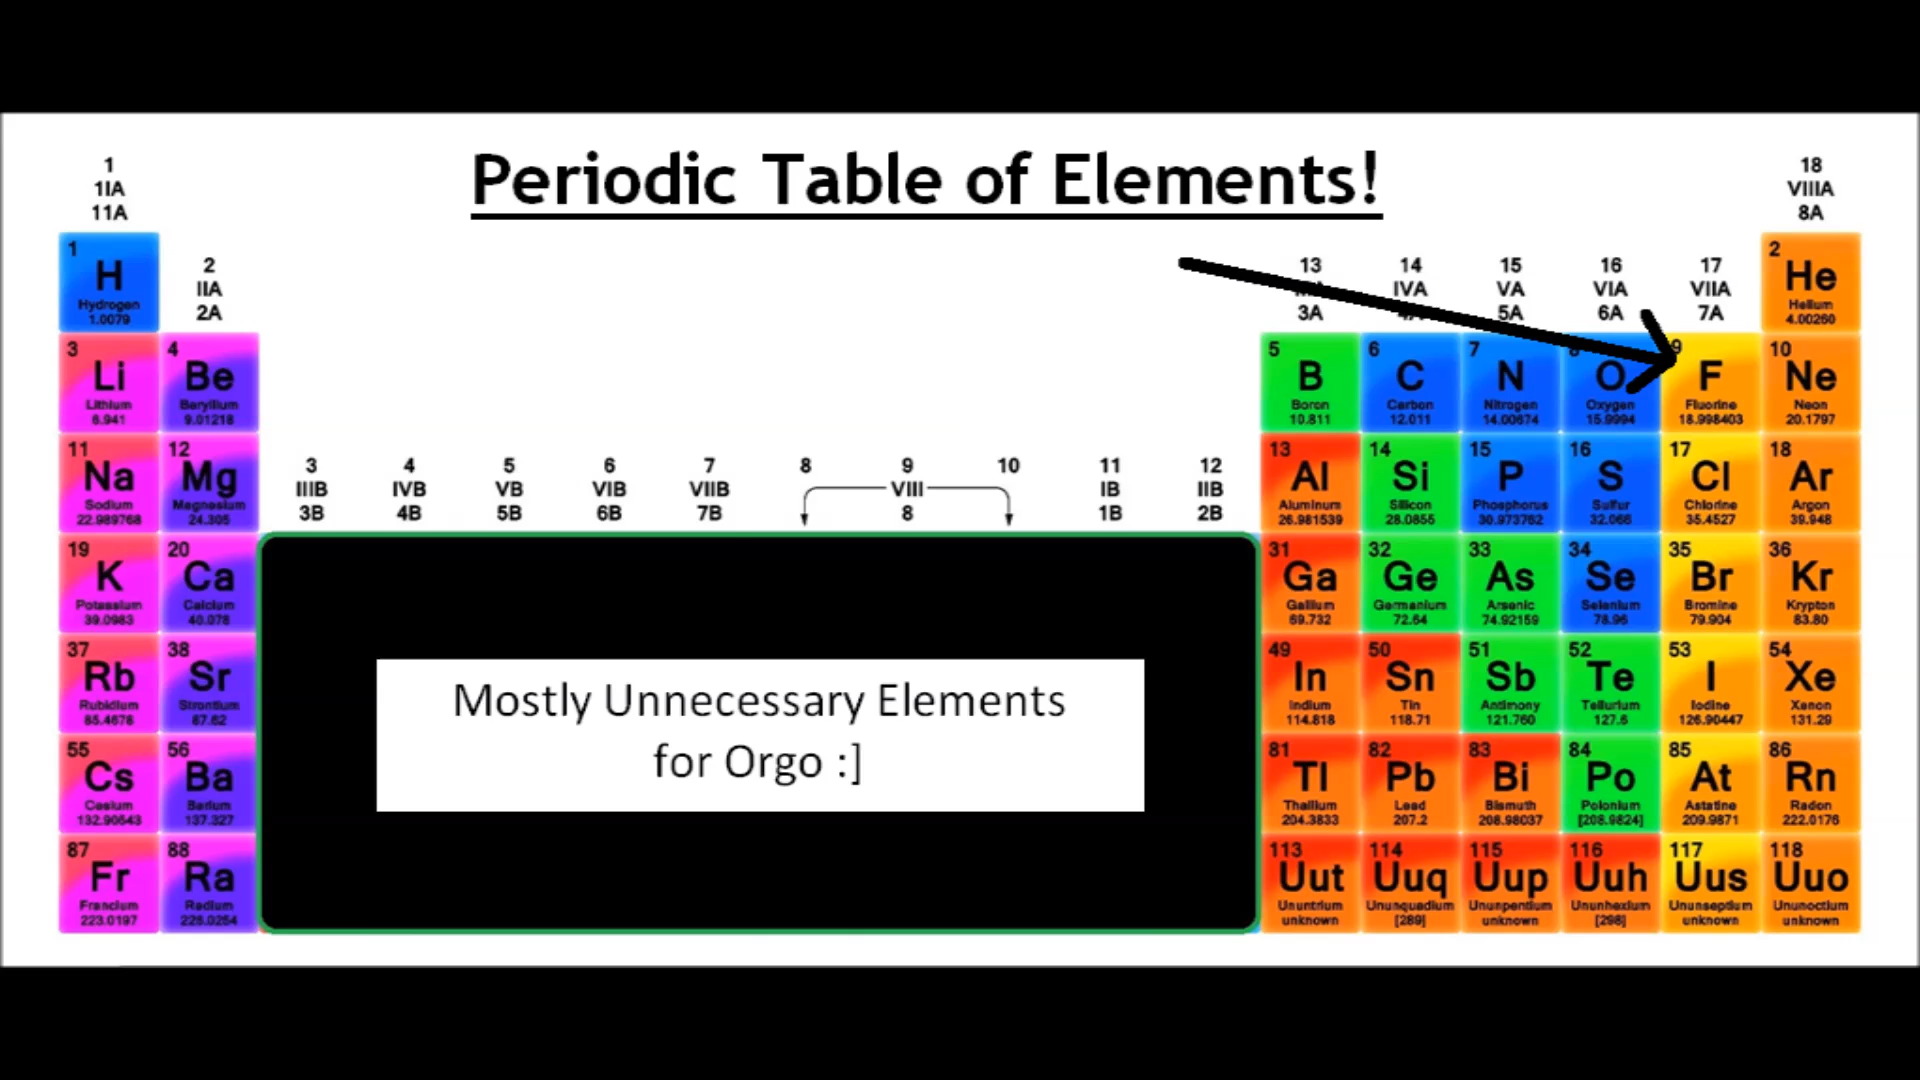 Periodic Table of Elements!
1
1IA
11A
18
VIIIA
8A
2
IIA
2A
13
3A
14
IVA
15
VA
5A
16
VIA
6A
17
VIIA
7A
1
H
Hydrogen
1.0079
2
He
Helium
4.00260
3
Li
Lithium
6.941
4
Be
Beryllium
9.01218
5
B
Boron
10.811
6
C
Carbon
12.011
7
N
Nitrogen
14.00674
8
O
Oxygen
15.9994
9
F
Fluorine
18.998403
10
Ne
Neon
20.1797
11
Na
Sodium
22.989768
12
Mg
Magnesium
24.305
3
IIIB
3B
4
IVB
4B
5
VB
5B
6
VIB
6B
7
VIIB
7B
8
9
10
VIII
8
11
IB
1B
12
IIB
2B
13
Al
Aluminum
26.981539
14
Si
Silicon
28.0855
15
P
Phosphorus
30.973762
16
S
Sulfur
32.066
17
Cl
Chlorine
35.4527
18
Ar
Argon
39.948
19
K
Potassium
39.0983
20
Ca
Calcium
40.078
31
Ga
Gallium
69.732
32
Ge
Germanium
72.64
33
As
Arsenic
74.92159
34
Se
Selenium
78.96
35
Br
Bromine
79.904
36
Kr
Krypton
83.80
37
Rb
Rubidium
85.4678
38
Sr
Strontium
87.62
Mostly Unnecessary Elements
for Orgo :]
49
In
Indium
114.818
50
Sn
Tin
118.71
51
Sb
Antimony
121.760
52
Te
Tellurium
127.6
53
I
Iodine
126.90447
54
Xe
Xenon
131.29
55
Cs
Cesium
132.90543
56
Ba
Barium
137.327
81
Tl
Thallium
204.3833
82
Pb
Lead
207.2
83
Bi
Bismuth
208.98037
84
Po
Polonium
[208.9824]
85
At
Astatine
209.9871
86
Rn
Radon
222.0176
87
Fr
Francium
223.0197
88
Ra
Radium
226.0254
113
Uut
Ununtrium
unknown
114
Uuq
Ununquadium
[289]
115
Uup
Ununpentium
unknown
116
Uuh
Ununhexium
[298]
117
Uus
Ununseptium
unknown
118
Uuo
Ununoctium
unknown